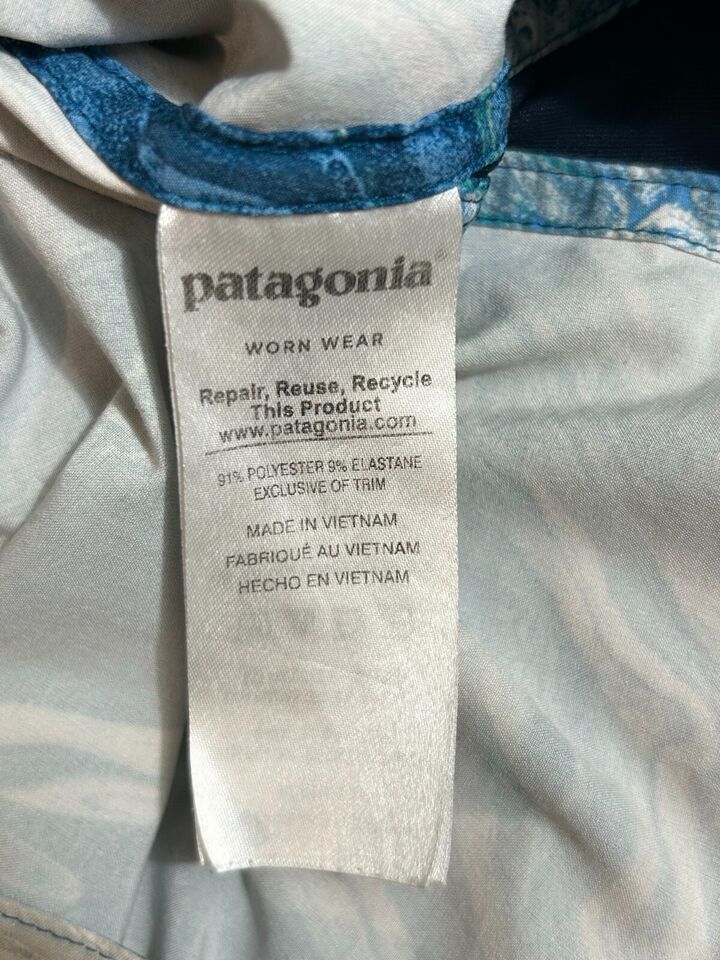 patagonia®
WORN WEAR
Repair, Reuse, Recycle
This Product
www.patagonia.com
91% POLYESTER 9% ELASTANE
EXCLUSIVE OF TRIM
MADE IN VIETNAM
FABRIQUÉ AU VIETNAM
HECHO EN VIETNAM